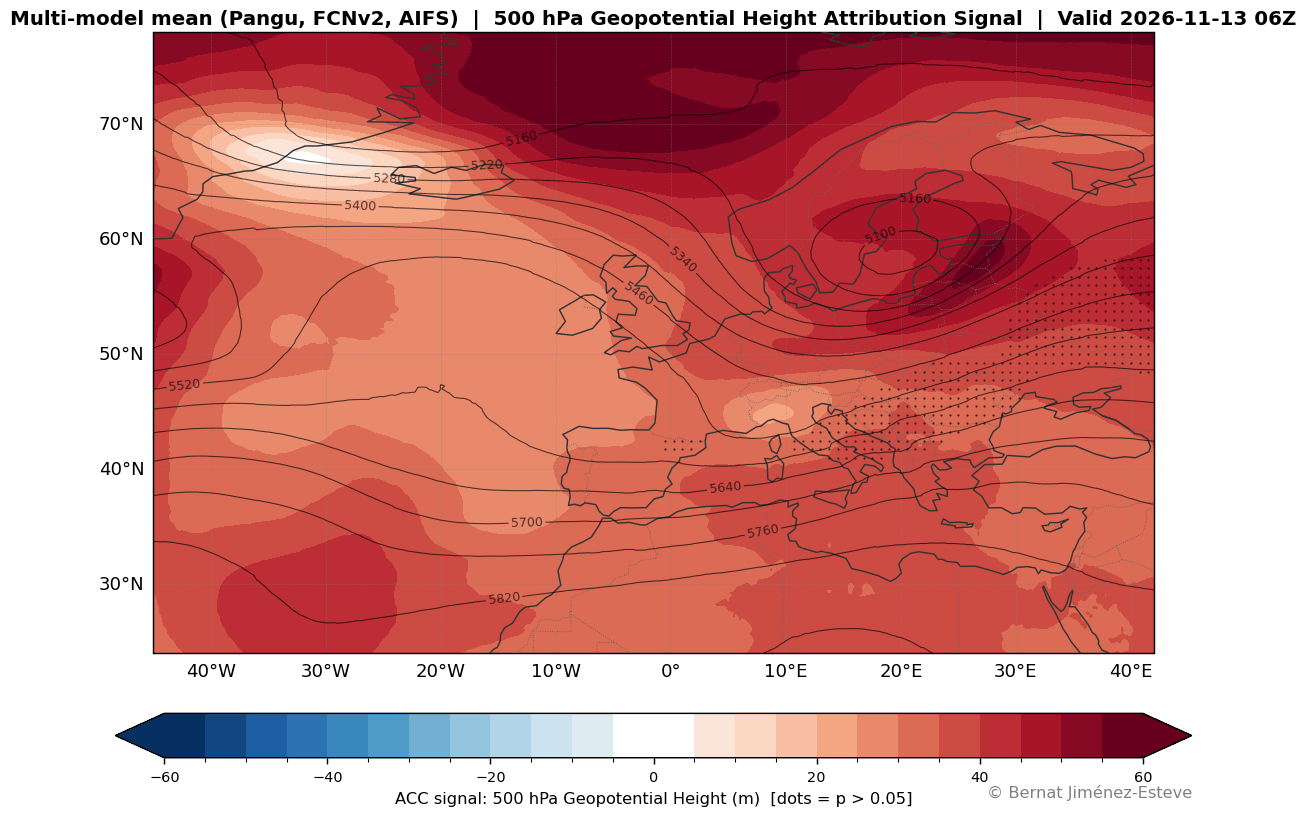 Multi-model mean (Pangu, FCNv2, AIFS) | 500 hPa Geopotential Height Attribution Signal | Valid 2026-11-13 06Z
70°N
60°N
50°N
40°N
30°N
5160
5220
5280
5400
5340
5460
5160
5100
5520
5640
5700
5760
5820
40°W 30°W 20°W 10°W 0° 10°E 20°E 30°E 40°E
−60 −40 −20 0 20 40 60
ACC signal: 500 hPa Geopotential Height (m) [dots = p > 0.05]
© Bernat Jiménez-Esteve